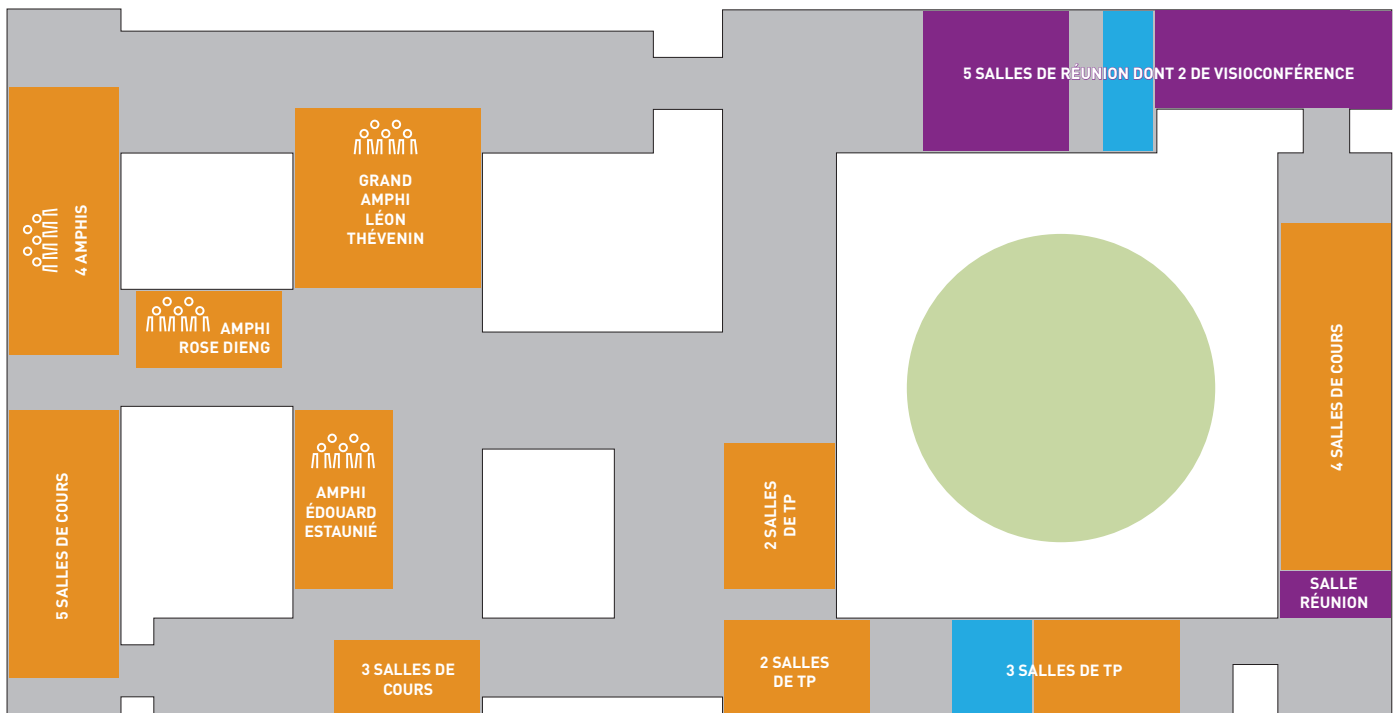 5 SALLES DE RÉUNION DONT 2 DE VISIOCONFÉRENCE
GRAND
AMPHI
LÉON
THÉVENIN
4 AMPHIS
AMPHI
ROSE DIENG
4 SALLES DE COURS
5 SALLES DE COURS
AMPHI
ÉDOUARD
ESTAUNIÉ
2 SALLES
DE TP
SALLE
RÉUNION
3 SALLES DE
COURS
2 SALLES
DE TP
3 SALLES DE TP